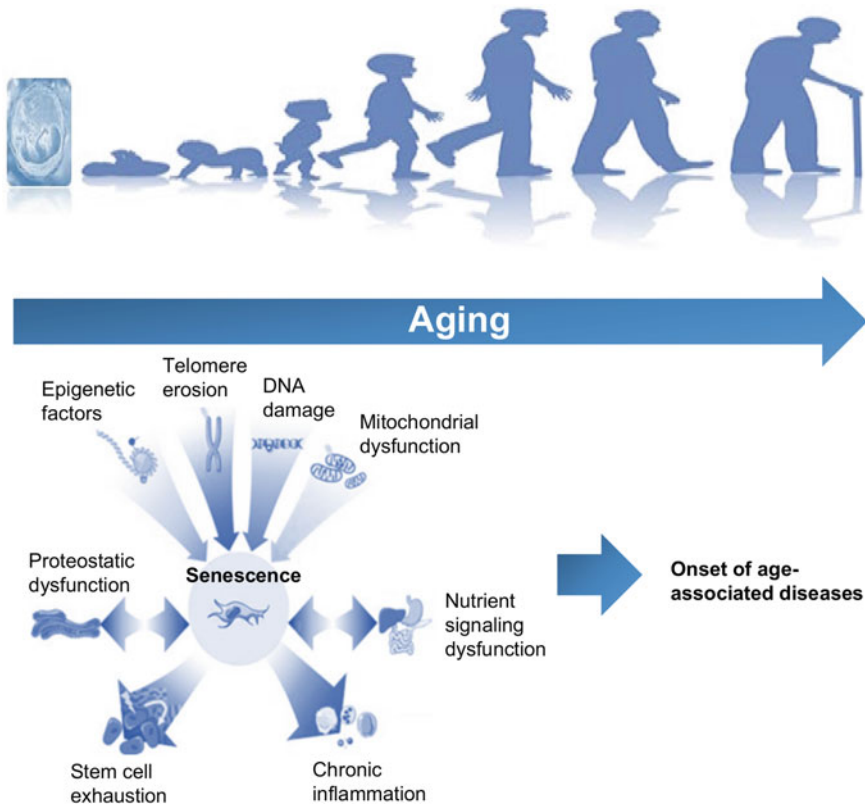 Aging
Epigenetic
factors
Telomere
erosion
DNA
damage
Mitochondrial
dysfunction
Proteostatic
dysfunction
Senescence
Nutrient
signaling
dysfunction
Stem cell
exhaustion
Chronic
inflammation
Onset of age-
associated diseases